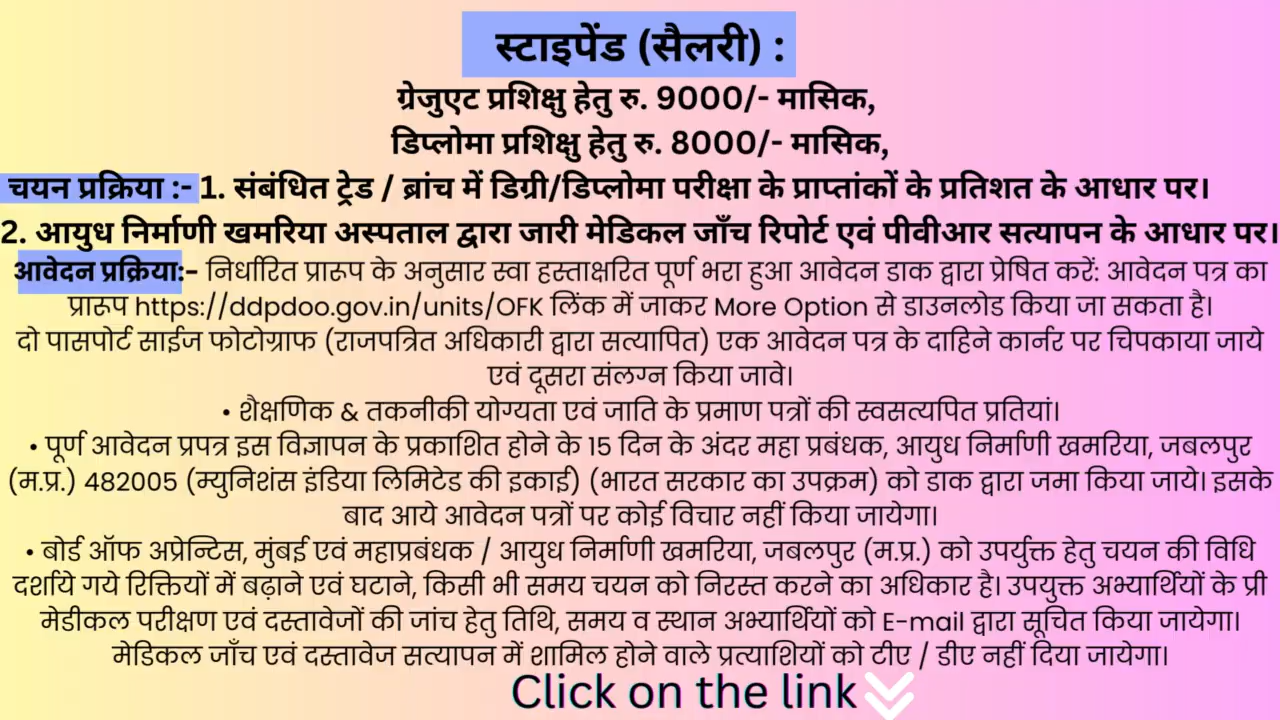 स्टाइपेंड (सैलरी) :
ग्रेजुएट प्रशिक्षु हेतु रु. 9000/- मासिक,
डिप्लोमा प्रशिक्षु हेतु रु. 8000/- मासिक,
चयन प्रक्रिया :- 1. संबंधित ट्रेड / ब्रांच में डिग्री/डिप्लोमा परीक्षा के प्राप्तांकों के प्रतिशत के आधार पर।
2. आयुध निर्माणी खमरिया अस्पताल द्वारा जारी मेडिकल जाँच रिपोर्ट एवं पीवीआर सत्यापन के आधार पर।
आवेदन प्रक्रिया:- निर्धारित प्रारूप के अनुसार स्वा हस्ताक्षरित पूर्ण भरा हुआ आवेदन डाक द्वारा प्रेषित करें: आवेदन पत्र का
प्रारूप https://ddpdoo.gov.in/units/OFK लिंक में जाकर More Option से डाउनलोड किया जा सकता है।
दो पासपोर्ट साईज फोटोग्राफ (राजपत्रित अधिकारी द्वारा सत्यापित) एक आवेदन पत्र के दाहिने कार्नर पर चिपकाया जाये
एवं दूसरा संलग्न किया जावे।
• शैक्षणिक & तकनीकी योग्यता एवं जाति के प्रमाण पत्रों की स्वसत्यपित प्रतियां।
• पूर्ण आवेदन प्रपत्र इस विज्ञापन के प्रकाशित होने के 15 दिन के अंदर महा प्रबंधक, आयुध निर्माणी खमरिया, जबलपुर
(म.प्र.) 482005 (म्युनिशंस इंडिया लिमिटेड की इकाई) (भारत सरकार का उपक्रम) को डाक द्वारा जमा किया जाये। इसके
बाद आये आवेदन पत्रों पर कोई विचार नहीं किया जायेगा।
• बोर्ड ऑफ अप्रेन्टिस, मुंबई एवं महाप्रबंधक / आयुध निर्माणी खमरिया, जबलपुर (म.प्र.) को उपर्युक्त हेतु चयन की विधि
दर्शाये गये रिक्तियों में बढ़ाने एवं घटाने, किसी भी समय चयन को निरस्त करने का अधिकार है। उपयुक्त अभ्यार्थियों के प्री
मेडीकल परीक्षण एवं दस्तावेजों की जांच हेतु तिथि, समय व स्थान अभ्यार्थियों को E-mail द्वारा सूचित किया जायेगा।
मेडिकल जाँच एवं दस्तावेज सत्यापन में शामिल होने वाले प्रत्याशियों को टीए / डीए नहीं दिया जायेगा।
Click on the link